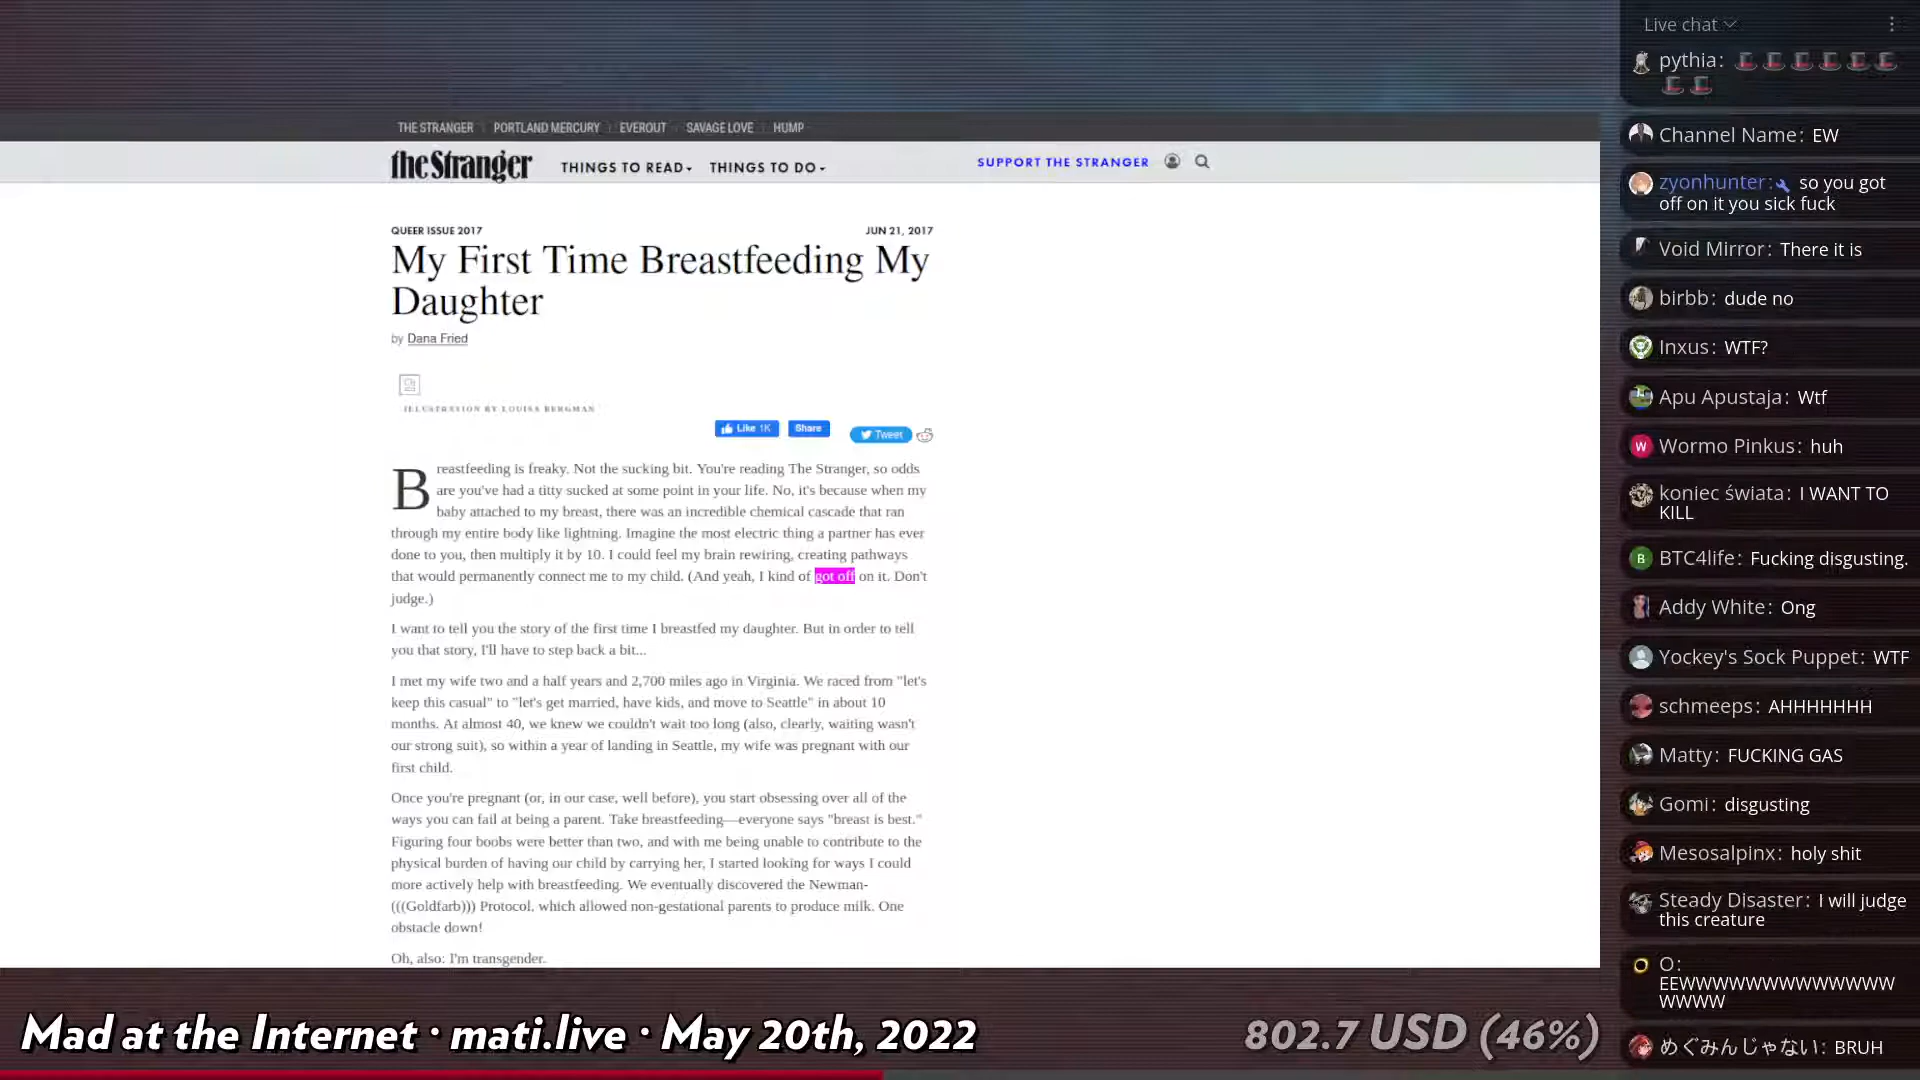 THE STRANGER PORTLAND MERCURY EVEROUT SAVAGE LOVE HUMP
the Stranger THINGS TO READ THINGS TO DO SUPPORT THE STRANGER
QUEER ISSUE 2017 JUN 21, 2017
My First Time Breastfeeding My
Daughter
by Dana Fried
ILLUSTRATION BY LOUISA BERGMAN
Like 1K Share Tweet
Breastfeeding is freaky. Not the sucking bit. You're reading The Stranger, so odds
are you've had a titty sucked at some point in your life. No, it's because when my
baby attached to my breast, there was an incredible chemical cascade that ran
through my entire body like lightning. Imagine the most electric thing a partner has ever
done to you, then multiply it by 10. I could feel my brain rewiring, creating pathways
that would permanently connect me to my child. (And yeah, I kind of got off on it. Don't
judge.)
I want to tell you the story of the first time I breastfed my daughter. But in order to tell
you that story, I'll have to step back a bit...
I met my wife two and a half years and 2,700 miles ago in Virginia. We raced from "let's
keep this casual" to "let's get married, have kids, and move to Seattle" in about 10
months. At almost 40, we knew we couldn't wait too long (also, clearly, waiting wasn't
our strong suit), so within a year of landing in Seattle, my wife was pregnant with our
first child.
Once you're pregnant (or, in our case, well before), you start obsessing over all of the
ways you can fail at being a parent. Take breastfeeding—everyone says "breast is best."
Figuring four boobs were better than two, and with me being unable to contribute to the
physical burden of having our child by carrying her, I started looking for ways I could
more actively help with breastfeeding. We eventually discovered the Newman-
(((Goldfarb))) Protocol, which allowed non-gestational parents to produce milk. One
obstacle down!
Oh, also: I'm transgender.
Mad at the Internet · mati.live · May 20th, 2022
802.7 USD (46%)
Live chat
pythia:
Channel Name: EW
zyonhunter: so you got
off on it you sick fuck
Void Mirror: There it is
birbb: dude no
Inxus: WTF?
Apu Apustaja: Wtf
W Wormo Pinkus: huh
koniec świata: I WANT TO
KILL
B BTC4life: Fucking disgusting.
Addy White: Ong
Yockey's Sock Puppet: WTF
schmeeps: AHHHHHHH
Matty: FUCKING GAS
Gomi: disgusting
Mesosalpinx: holy shit
Steady Disaster: I will judge
this creature
O:
EEWWWWWWWWWWWWW
WWWW
めぐみんじゃない: BRUH